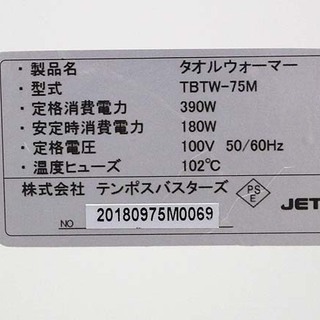 ・製品名 タオルウォーマー
・型式 TBTW-75M
・定格消費電力 390W
・安定時消費電力 180W
・定格電圧 100V 50/60Hz
・温度ヒューズ 102℃
株式会社 テンポスバスターズ PS E JET
NO 20180975M0069